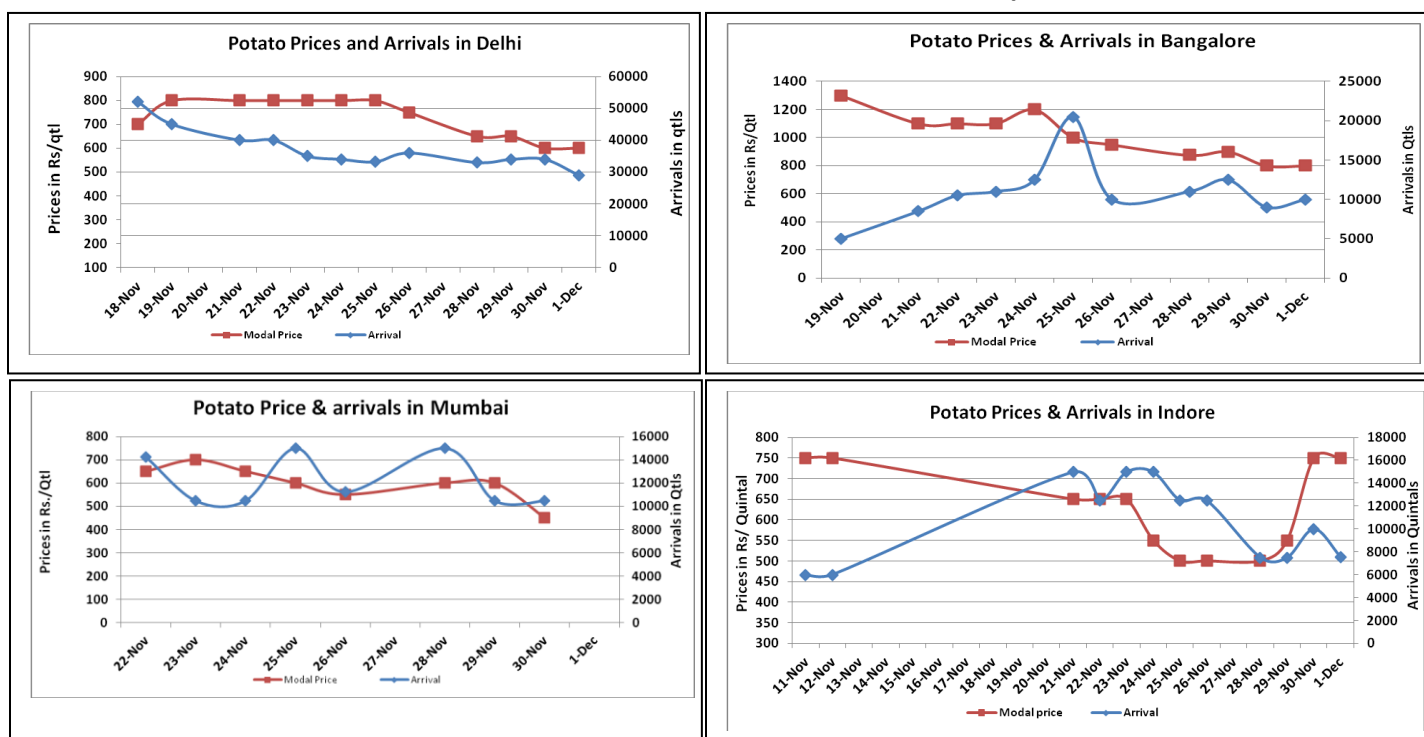 Potato Prices and Arrivals in Delhi
900
800
700
600
500
400
300
200
100
60000
50000
40000
30000
20000
10000
0
Prices in Rs/qtl
Arrivals in qtls
18-Nov
19-Nov
20-Nov
21-Nov
22-Nov
23-Nov
24-Nov
25-Nov
26-Nov
27-Nov
28-Nov
29-Nov
30-Nov
1-Dec
Modal Price
Arrival
Potato Prices & Arrivals in Bangalore
1400
1200
1000
800
600
400
200
0
25000
20000
15000
10000
5000
0
Prices in Rs/Qtl
Arrivals in Qtls
19-Nov
20-Nov
21-Nov
22-Nov
23-Nov
24-Nov
25-Nov
26-Nov
27-Nov
28-Nov
29-Nov
30-Nov
1-Dec
Modal Price
Arrival
Potato Price & arrivals in Mumbai
800
700
600
500
400
300
200
100
0
16000
14000
12000
10000
8000
6000
4000
2000
0
Prices in Rs./Qtl
Arrivals in Qtls
22-Nov
23-Nov
24-Nov
25-Nov
26-Nov
27-Nov
28-Nov
29-Nov
30-Nov
1-Dec
Modal Price
Arrival
Potato Prices & Arrivals in Indore
800
750
700
650
600
550
500
450
400
350
300
18000
16000
14000
12000
10000
8000
6000
4000
2000
0
Prices in Rs/ Quintal
Arrivals in Quintals
11-Nov
12-Nov
13-Nov
14-Nov
15-Nov
16-Nov
17-Nov
18-Nov
19-Nov
20-Nov
21-Nov
22-Nov
23-Nov
24-Nov
25-Nov
26-Nov
27-Nov
28-Nov
29-Nov
30-Nov
1-Dec
Modal price
Arrival